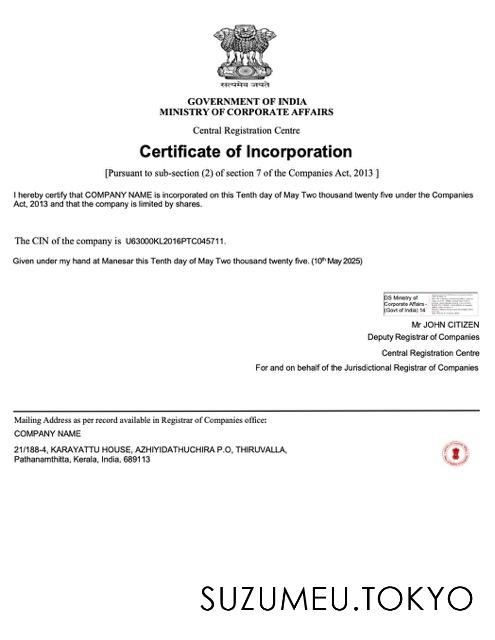 सत्यमेव जयते
GOVERNMENT OF INDIA
MINISTRY OF CORPORATE AFFAIRS
Central Registration Centre
Certificate of Incorporation
[Pursuant to sub-section (2) of section 7 of the Companies Act, 2013 ]
I hereby certify that COMPANY NAME is incorporated on this Tenth day of May Two thousand twenty five under the Companies
Act, 2013 and that the company is limited by shares.
The CIN of the company is U63000KL2016PTC045711.
Given under my hand at Manesar this Tenth day of May Two thousand twenty five. (10th May 2025)
DS Ministry of
Corporate Affairs -
(Govt of India) 14
Mr JOHN CITIZEN
Deputy Registrar of Companies
Central Registration Centre
For and on behalf of the Jurisdictional Registrar of Companies
Mailing Address as per record available in Registrar of Companies office:
COMPANY NAME
21/188-4, KARAYATTU HOUSE, AZHIYIDATHUCHIRA P.O, THIRUVALLA,
Pathanamthitta, Kerala, India, 689113
SUZUMEU.TOKYO